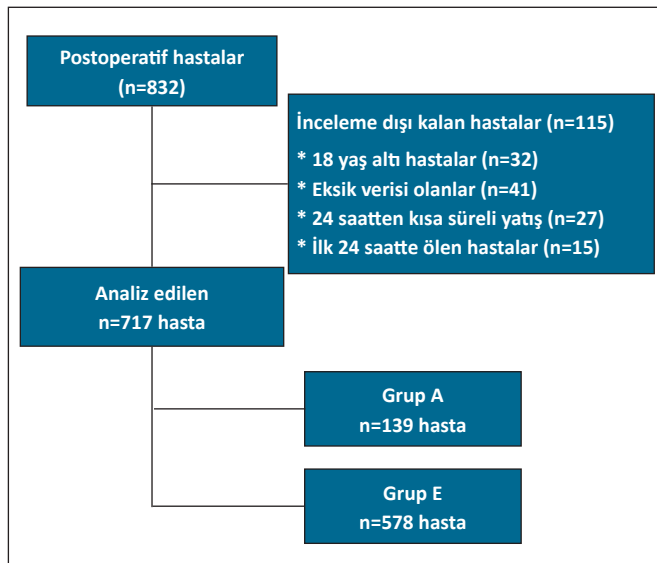 Postoperatif hastalar
(n=832)
İnceleme dışı kalan hastalar (n=115)
* 18 yaş altı hastalar (n=32)
* Eksik verisi olanlar (n=41)
* 24 saatten kısa süreli yatış (n=27)
* İlk 24 saatte ölen hastalar (n=15)
Analiz edilen
n=717 hasta
Grup A
n=139 hasta
Grup E
n=578 hasta